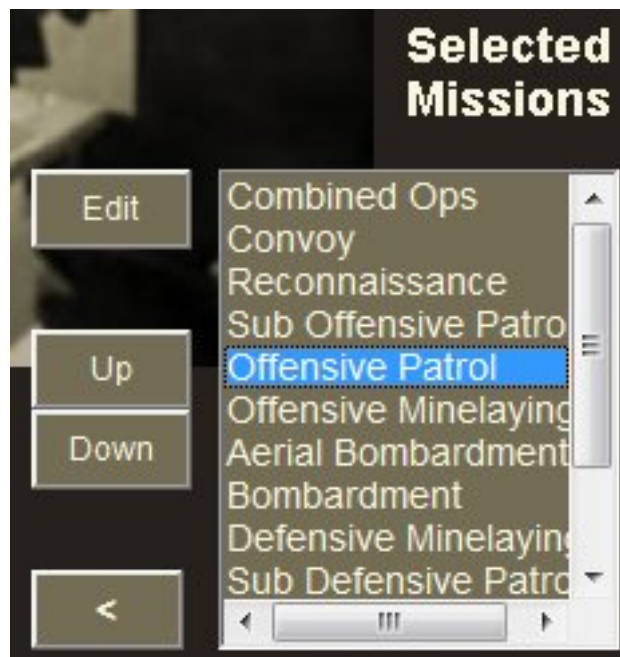 Selected
Missions
Edit
Up
Down
<
Combined Ops
Convoy
Reconnaissance
Sub Offensive Patro
Offensive Patrol
Offensive Minelaying
Aerial Bombardment
Bombardment
Defensive Minelaying
Sub Defensive Patro